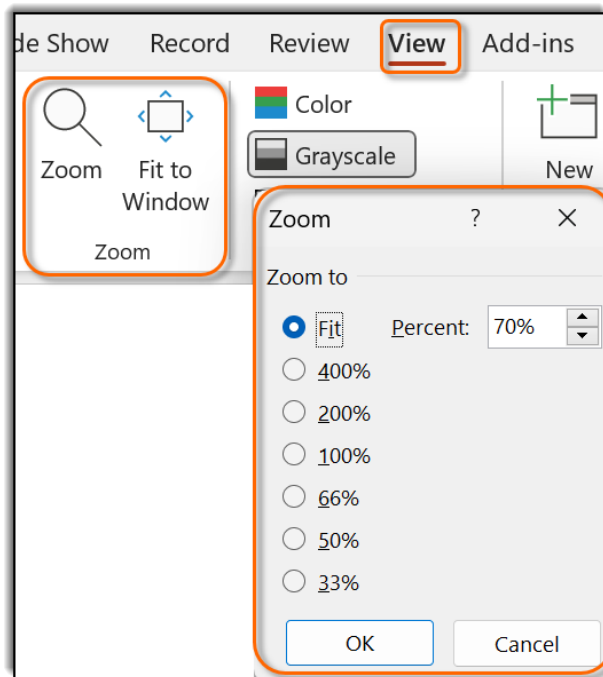 de Show Record Review View Add-ins
Zoom Fit to Window
Zoom
Color
Grayscale
New
Zoom ? 
Zoom to
Fit Percent: 70%
400%
200%
100%
66%
50%
33%
OK Cancel